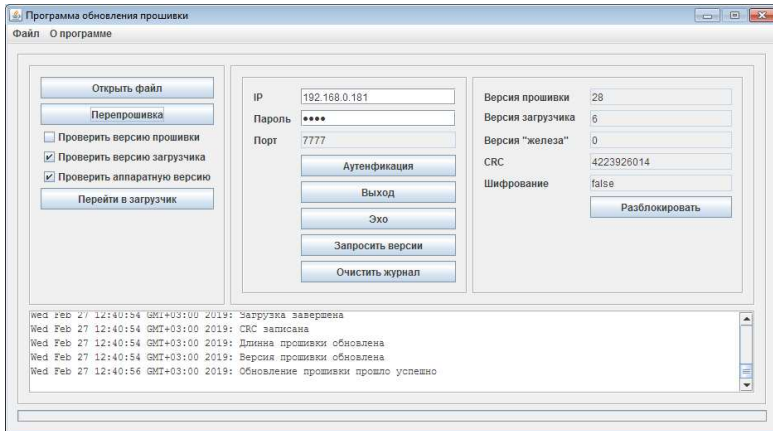 Программа обновления прошивки
Файл О программе
Открыть файл
Перепрошивка
Проверить версию прошивки
Проверить версию загрузчика
Проверить аппаратную версию
Перейти в загрузчик
IP 192.168.0.181
Пароль ••••
Порт 7777
Аутенфикация
Выход
Эхо
Запросить версии
Очистить журнал
Версия прошивки 28
Версия загрузчика 6
Версия "железа" 0
CRC 4223926014
Шифрование false
Разблокировать
Wed Feb 27 12:40:54 GMT+03:00 2019: Загрузка завершена
Wed Feb 27 12:40:54 GMT+03:00 2019: CRC записана
Wed Feb 27 12:40:54 GMT+03:00 2019: Длинна прошивки обновлена
Wed Feb 27 12:40:54 GMT+03:00 2019: Версия прошивки обновлена
Wed Feb 27 12:40:56 GMT+03:00 2019: Обновление прошивки прошло успешно